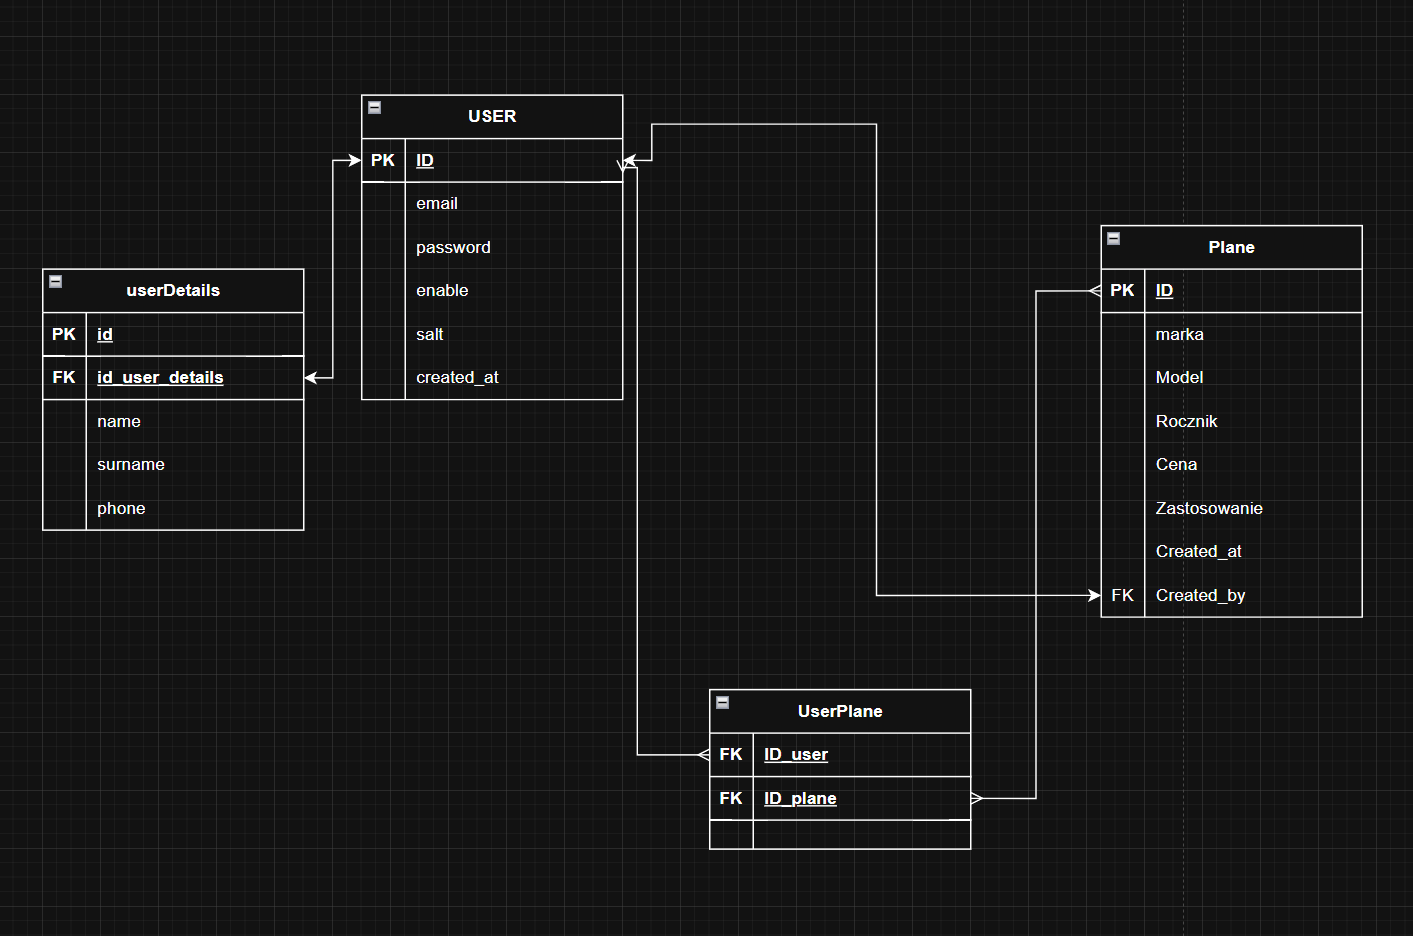 USER
PK ID
email
password
enable
salt
created_at
userDetails
PK id
FK id_user_details
name
surname
phone
Plane
PK ID
marka
Model
Rocznik
Cena
Zastosowanie
Created_at
FK Created_by
UserPlane
FK ID_user
FK ID_plane